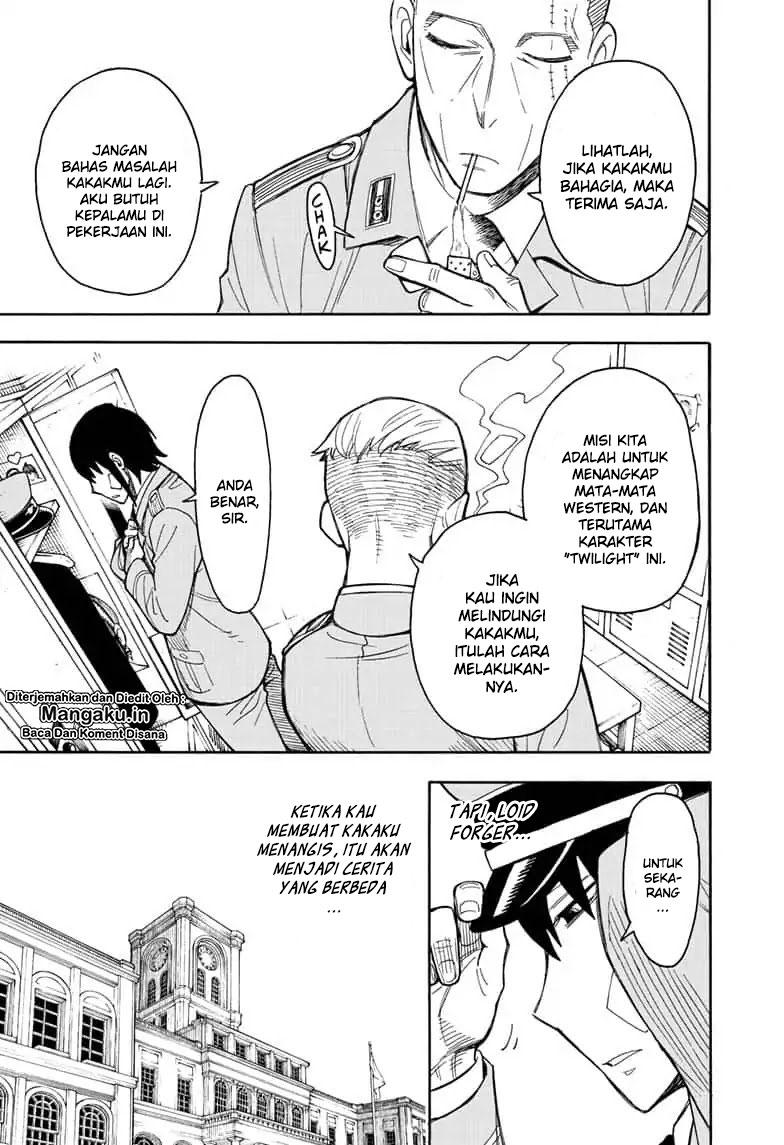 LIHATLAH,
JIKA KAKAKMU
BAHAGIA, MAKA
TERIMA SAJA.
JANGAN
BAHAS MASALAH
KAKAKMU LAGI.
AKU BUTUH
KEPALAMU DI
PEKERJAAN INI.
CHAK
MISI KITA
ADALAH UNTUK
MENANGKAP
MATA-MATA
WESTERN, DAN
TERUTAMA
KARAKTER
"TWILIGHT" INI.
JIKA
KAU INGIN
MELINDUNGI
KAKAKMU,
ITULAH CARA
MELAKUKAN-
NYA.
ANDA
BENAR,
SIR.
Diterjemahkan dan Diedit Oleh :
Mangaku.in
Baca Dan Koment Disana
UNTUK
SEKA-
RANG
...
TAPI, LOID
FORGER...
KETIKA KAU
MEMBUAT KAKAKU
MENANGIS, ITU AKAN
MENJADI CERITA
YANG BERBEDA
...